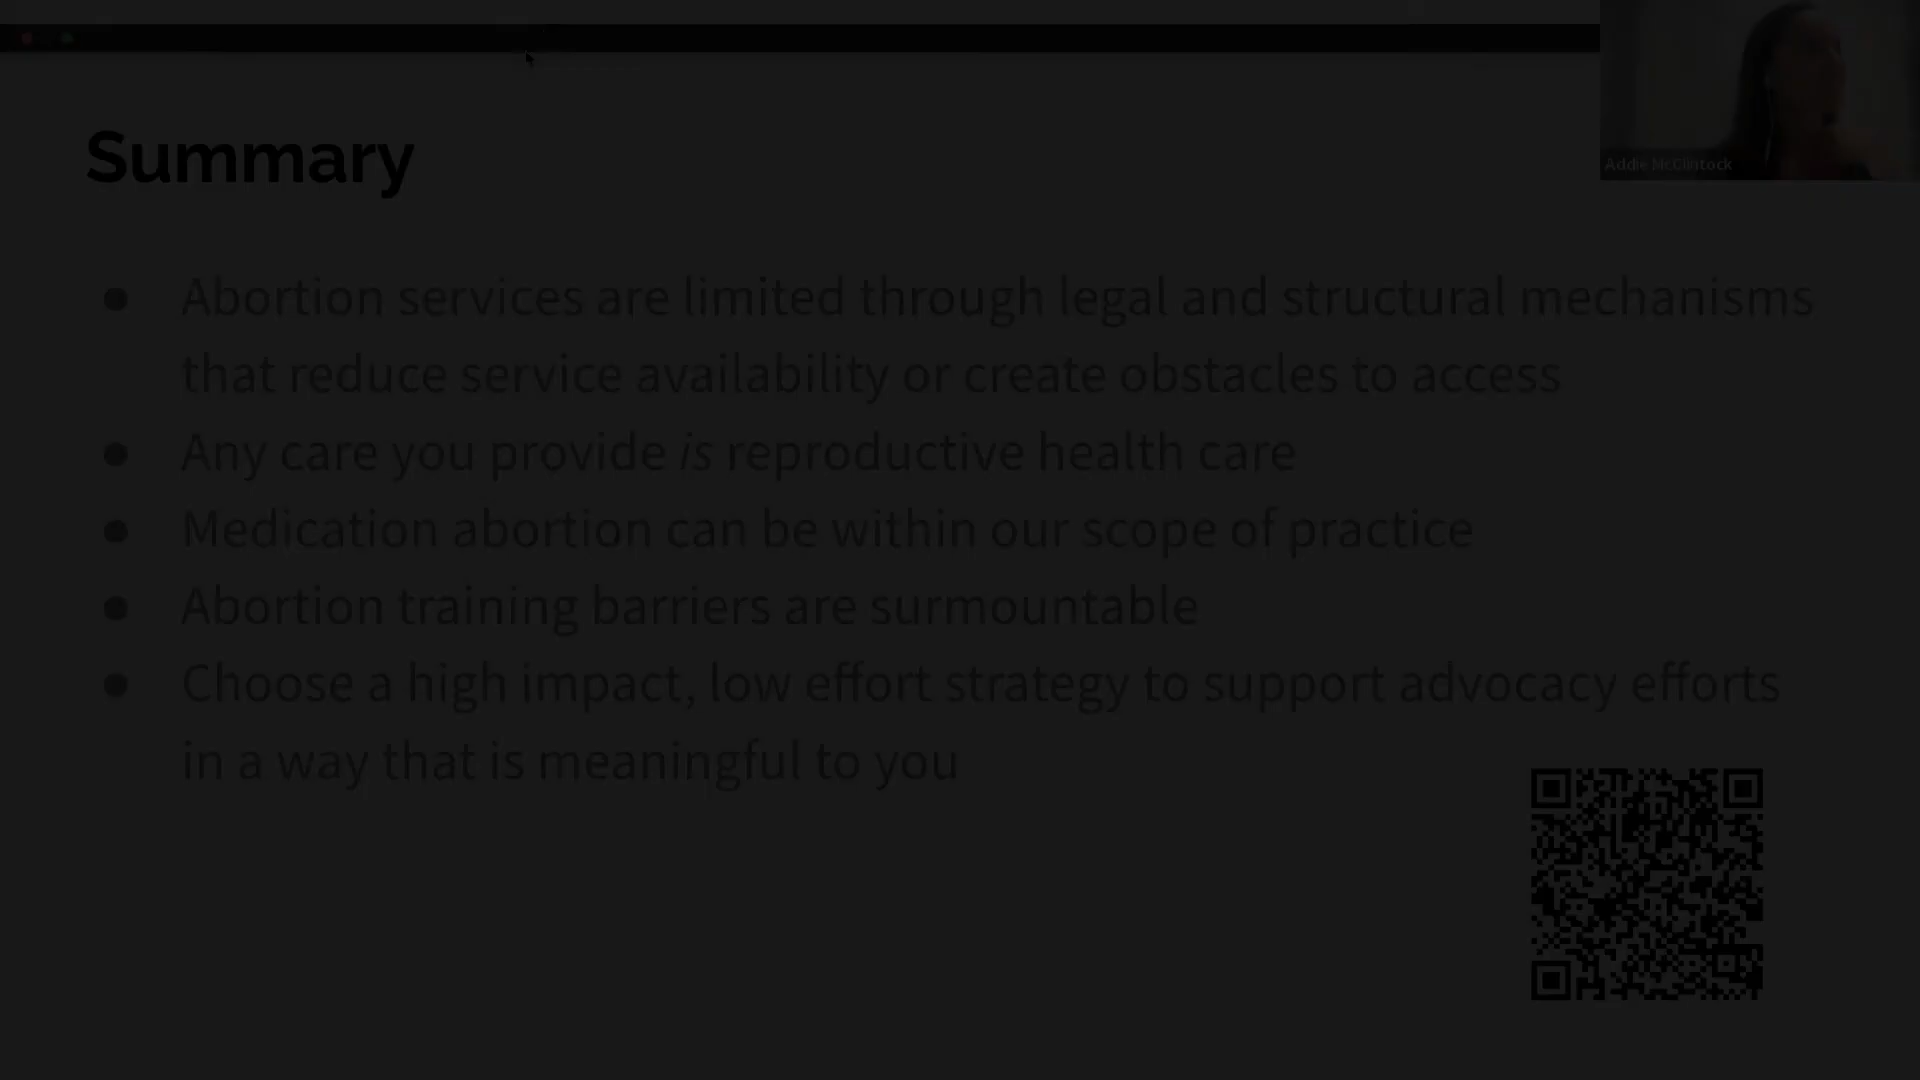 Addie McClintock
Summary
● Abortion services are limited through legal and structural mechanisms
that reduce service availability or create obstacles to access
● Any care you provide is reproductive health care
● Medication abortion can be within our scope of practice
● Abortion training barriers are surmountable
● Choose a high impact, low effort strategy to support advocacy efforts
in a way that is meaningful to you